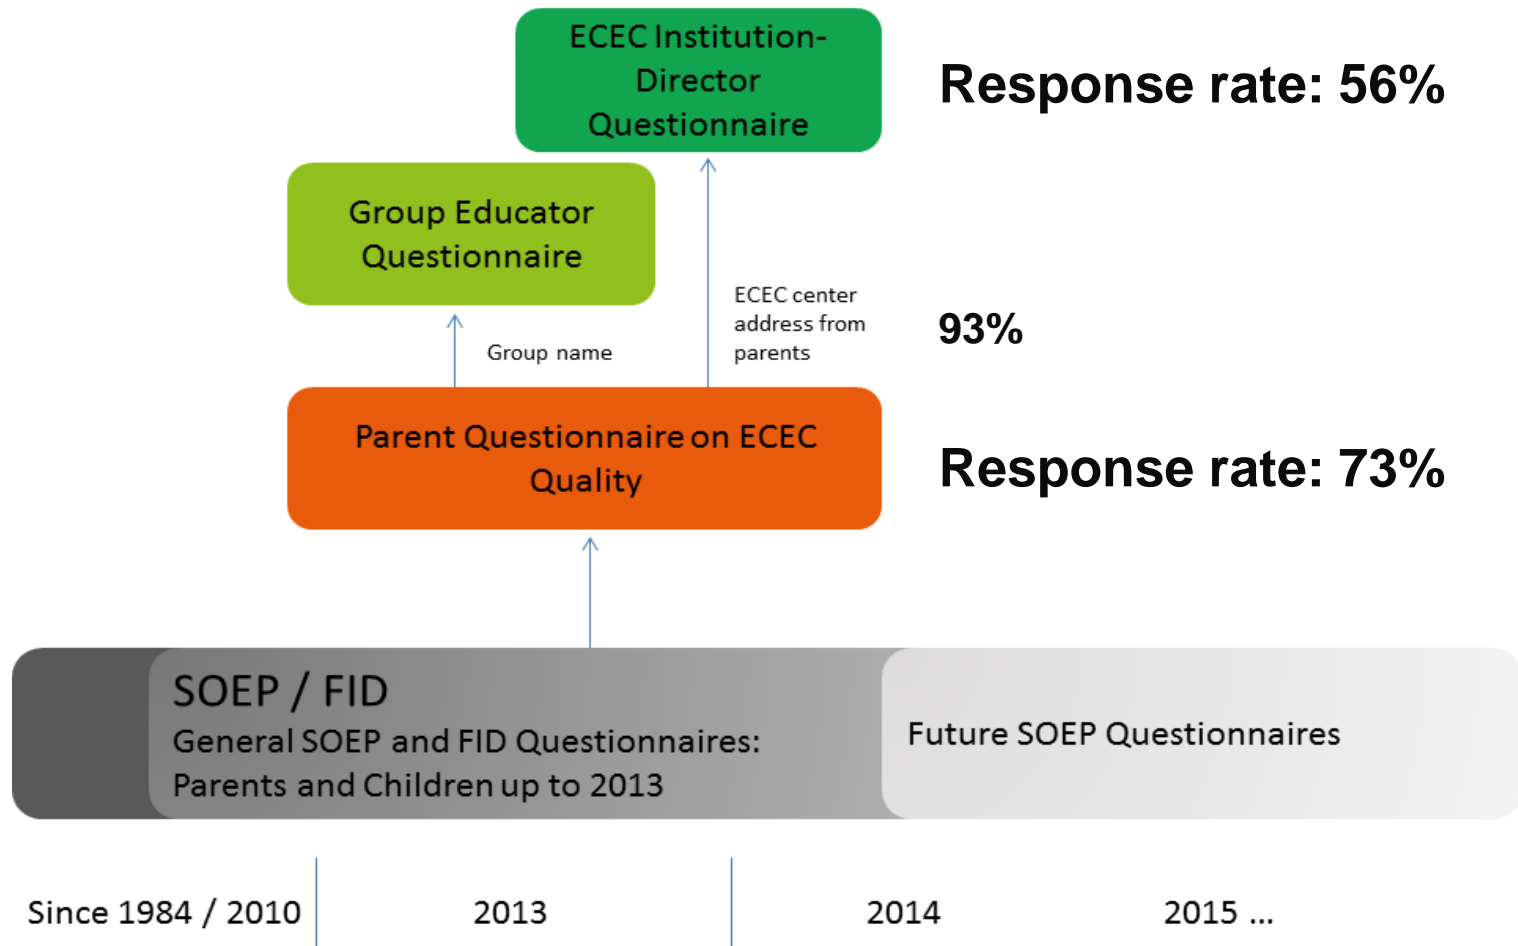 ECEC Institution-
Director
Questionnaire
Response rate: 56%
Group Educator
Questionnaire
ECEC center
address from
parents
93%
Group name
Parent Questionnaire on ECEC
Quality
Response rate: 73%
SOEP / FID
General SOEP and FID Questionnaires:
Parents and Children up to 2013
Future SOEP Questionnaires
Since 1984 / 2010
2013
2014
2015 ...